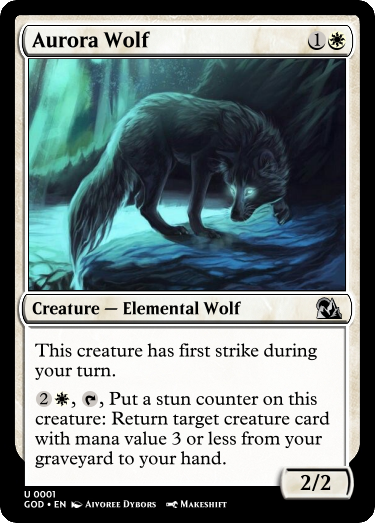 Aurora Wolf 1
Creature — Elemental Wolf
This creature has first strike during
your turn.
2 , , Put a stun counter on this
creature: Return target creature card
with mana value 3 or less from your
graveyard to your hand.
2/2
U 0001
GOD • EN Aivoree Dybors Makeshift